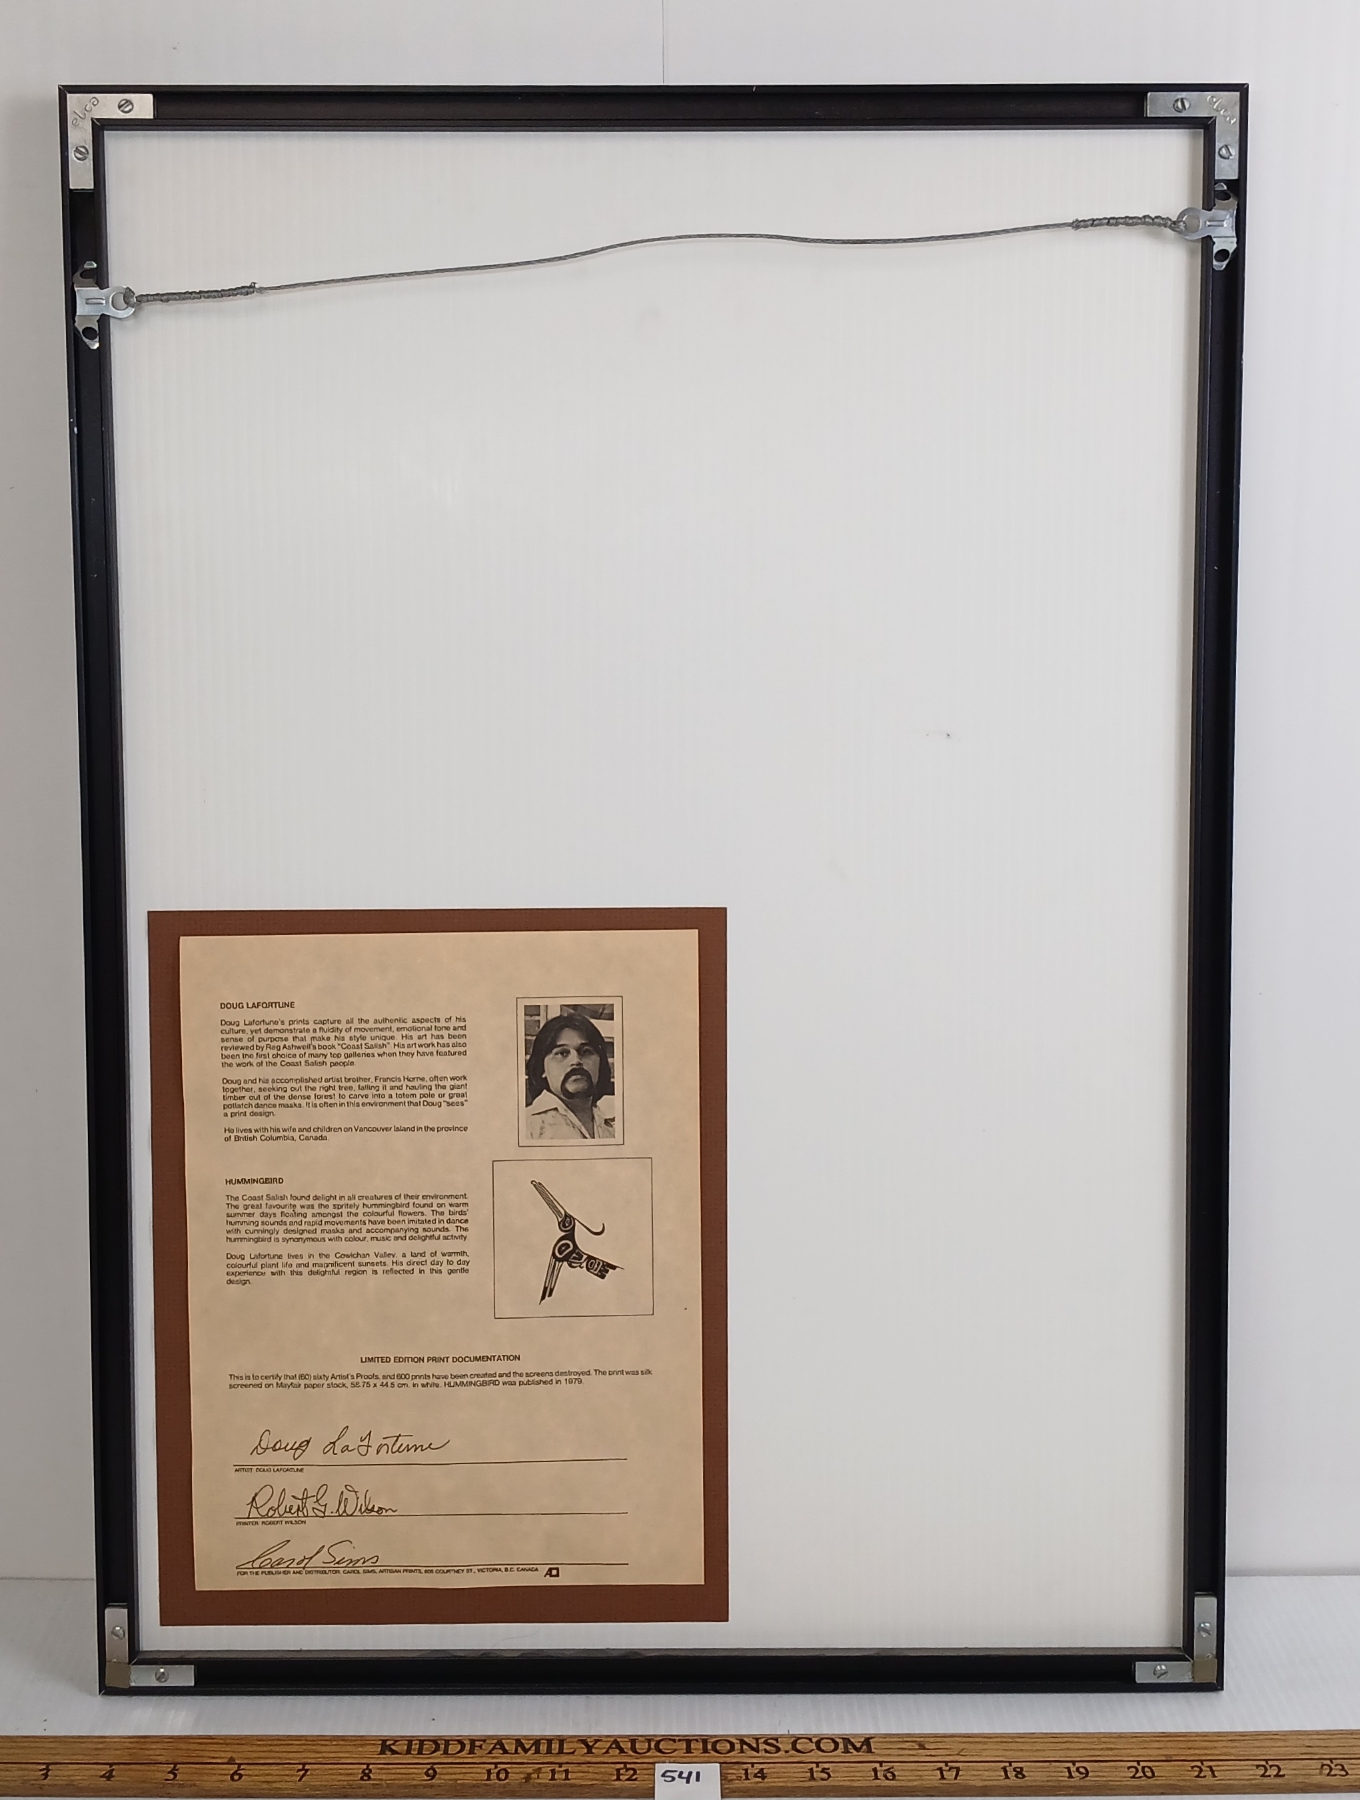 elca
elca
DOUG LAFORTUNE
Doug Lafortune's prints capture all the authentic aspects of his
culture, yet demonstrate a fluidity of movement, emotional tone and
sense of purpose that make his style unique. His art has been
reviewed by Reg Ashwell's book "Coast Salish". His art work has also
been the first choice of many top galleries when they have featured
the work of the Coast Salish people.
Doug and his accomplished artist brother, Francis Horne, often work
together, seeking out the right tree, falling it and hauling the giant
timber out of the dense forest to carve into a totem pole or great
potlatch dance masks. It is often in this environment that Doug "sees"
a print design.
He lives with his wife and children on Vancouver Island in the province
of British Columbia, Canada.
HUMMINGBIRD
The Coast Salish found delight in all creatures of their environment.
The great favourite was the spritely hummingbird found on warm
summer days floating amongst the colourful flowers. The birds'
humming sounds and rapid movements have been imitated in dance
with cunningly designed masks and accompanying sounds. The
hummingbird is synonymous with colour, music and delightful activity.
Doug Lafortune lives in the Cowichan Valley, a land of warmth,
colourful plant life and magnificent sunsets. His direct day to day
experience with this delightful region is reflected in this gentle
design.
LIMITED EDITION PRINT DOCUMENTATION
This is to certify that (60) sixty Artist's Proofs, and 600 prints have been created and the screens destroyed. The print was silk
screened on Mayfair paper stock, 58.75 x 44.5 cm. in white. HUMMINGBIRD was published in 1979.
Doug LaFortune
ARTIST DOUG LAFORTUNE
Robert G. Wilson
PRINTER ROBERT WILSON
Carol Sims
FOR THE PUBLISHER AND DISTRIBUTOR: CAROL SIMS, ARTISAN PRINTS, 606 COURTNEY ST., VICTORIA, B.C. CANADA
KIDDFAMILYAUCTIONS.COM
3 4 5 6 7 8 9 10 11 12 541 14 15 16 17 18 19 20 21 22 23